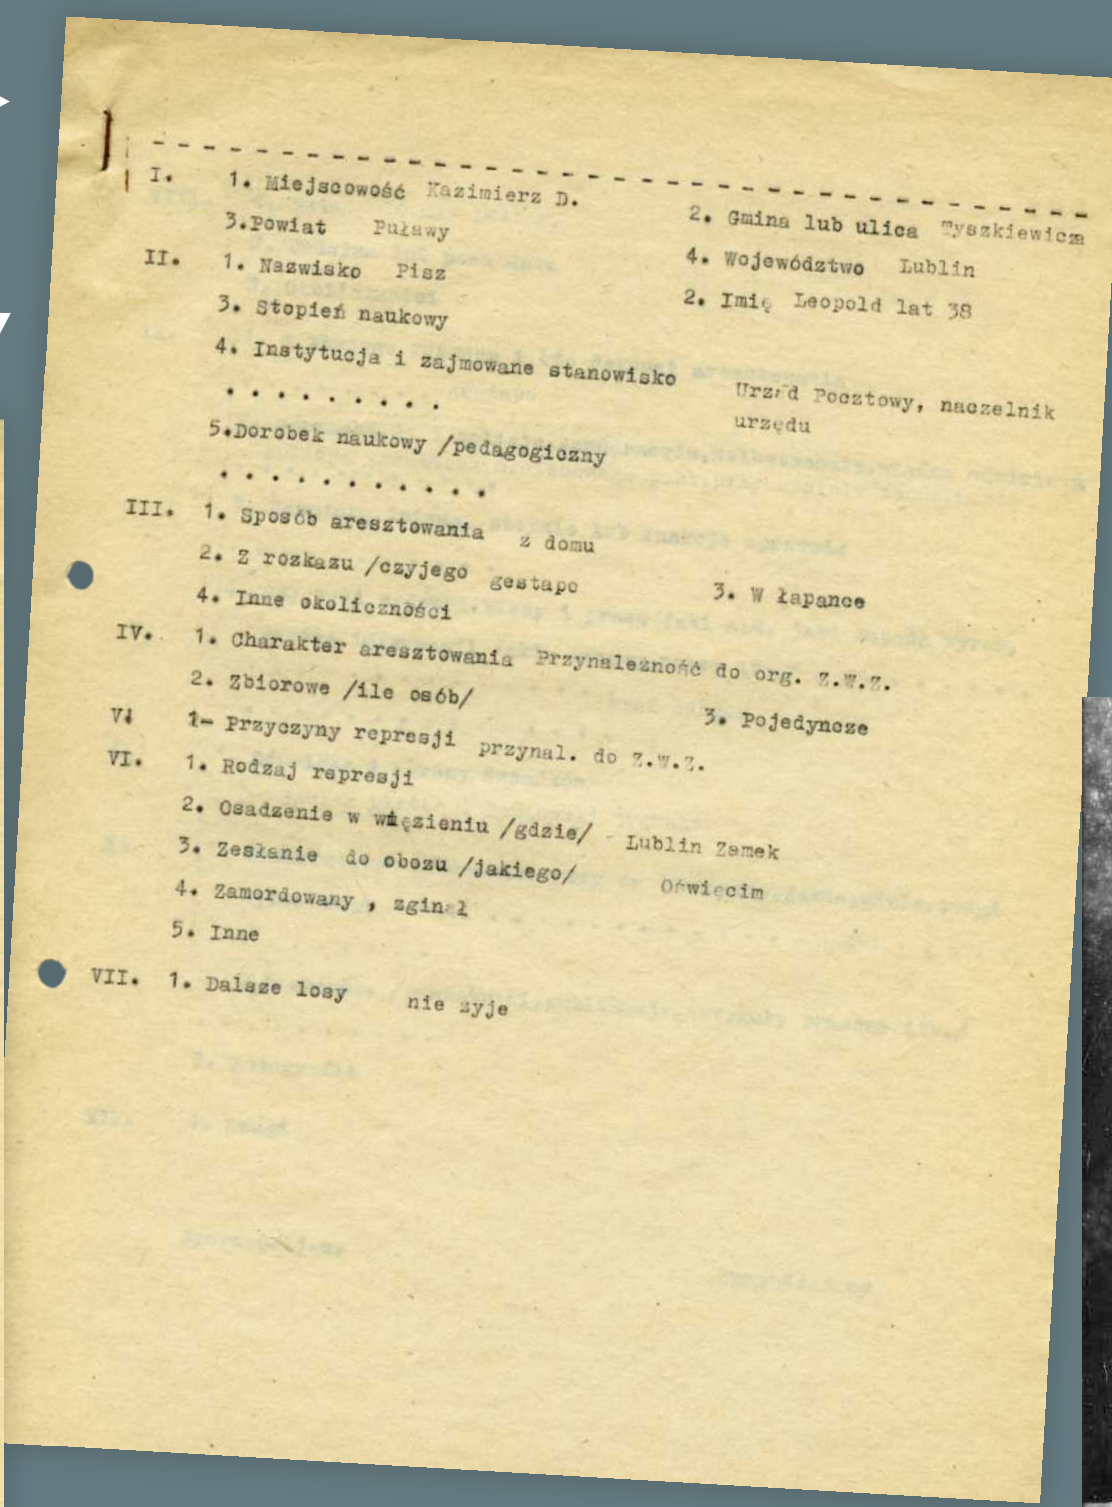 I. 1. Miejscowość Kazimierz D.
2. Gmina lub ulica Tyszkiewicza
3.Powiat Puławy
4. Województwo Lublin
II. 1. Nazwisko Pisz
2. Imię Leopold lat 38
3. Stopień naukowy
4. Instytucja i zajmowane stanowisko Urząd Pocztowy, naczelnik
. . . . . . . . . urzędu
5.Dorobek naukowy /pedagogiczny
. . . . . . . . . . .
III. 1. Sposób aresztowania z domu
2. Z rozkazu /czyjego gestapo
3. W łapance
4. Inne okoliczności
IV. 1. Charakter aresztowania Przynależność do org. Z.W.Z.
2. Zbiorowe /ile osób/
3. Pojedyncze
V. 1- Przyczyny represji przynal. do Z.W.Z.
VI. 1. Rodzaj represji
2. Osadzenie w więzieniu /gdzie/ - Lublin Zamek
3. Zesłanie do obozu /jakiego/ Oświęcim
4. Zamordowany , zginął
5. Inne
VII. 1. Dalsze losy nie zyje